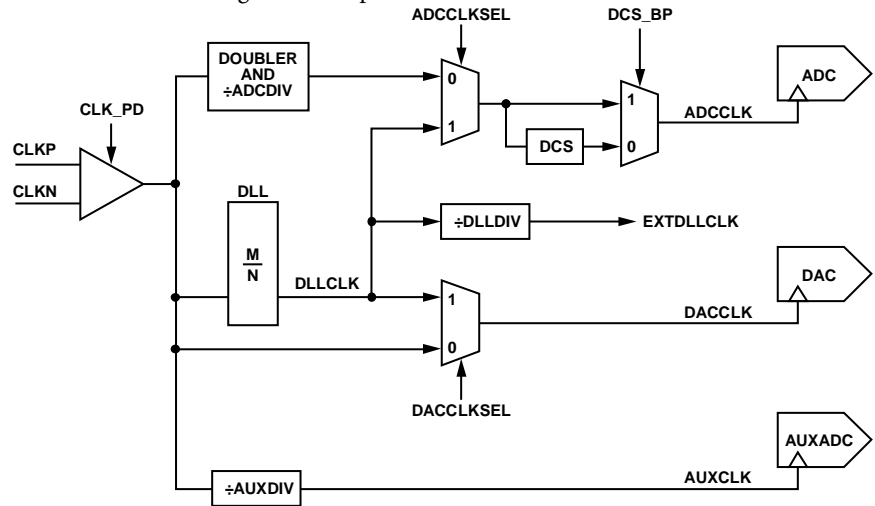 ADCCLKSEL
DCS_BP
DOUBLER
AND
÷ADCDIV
0
1
ADC
CLK_PD
1
0
ADCCLK
CLKP
CLKN
DCS
DLL
M
N
÷DLLDIV
EXTDLLCLK
DLLCLK
1
0
DAC
DACCLK
DACCLKSEL
AUXADC
÷AUXDIV
AUXCLK